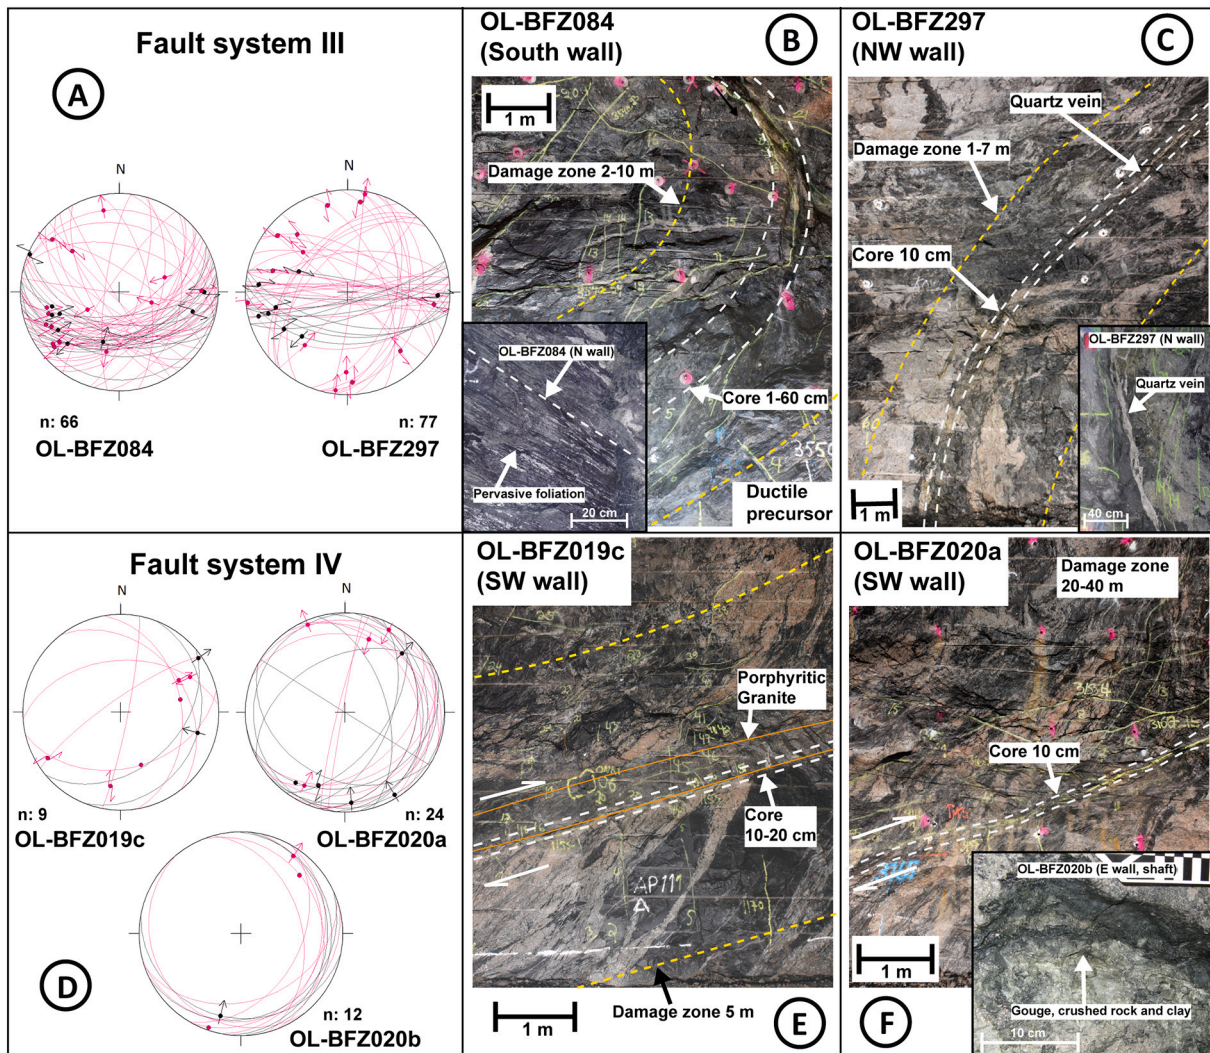 Fault system III
A
N
N
n: 66
OL-BFZ084
n: 77
OL-BFZ297
OL-BFZ084
(South wall)
B
1 m
Damage zone 2-10 m
OL-BFZ084 (N wall)
Core 1-60 cm
Pervasive foliation
20 cm
Ductile
precursor
OL-BFZ297
(NW wall)
C
Quartz vein
Damage zone 1-7 m
Core 10 cm
OL-BFZ297 (N wall)
Quartz vein
1 m
40 cm
Fault system IV
N
N
n: 9
OL-BFZ019c
n: 24
OL-BFZ020a
D
n: 12
OL-BFZ020b
OL-BFZ019c
(SW wall)
Porphyritic
Granite
Core
10-20 cm
AP111
A
1170
1 m
Damage zone 5 m
E
OL-BFZ020a
(SW wall)
Damage zone
20-40 m
Core 10 cm
OL-BFZ020b (E wall, shaft)
1 m
F
Gouge, crushed rock and clay
10 cm